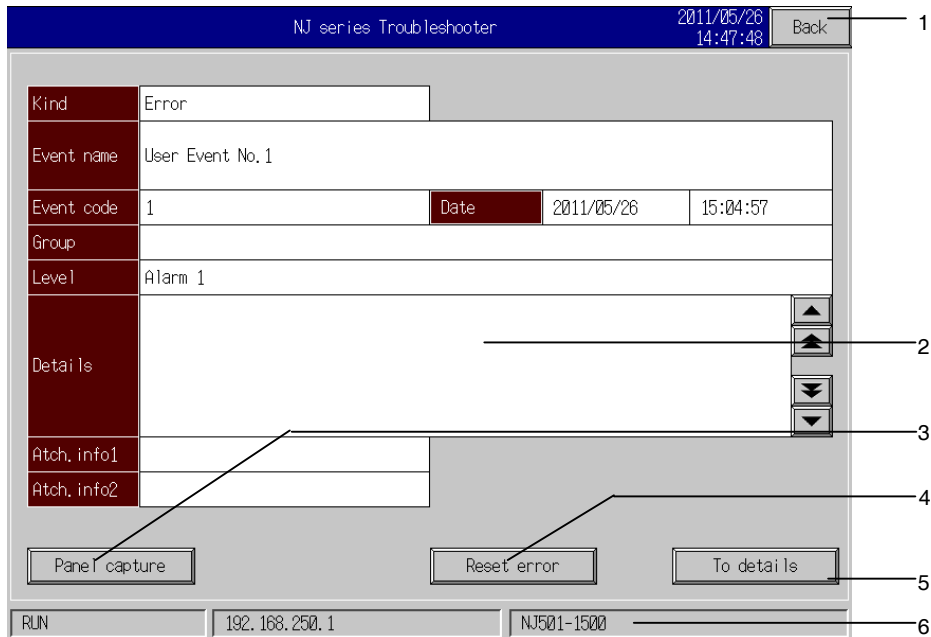 NJ series Troubleshooter 2011/05/26 14:47:48 Back 1
Kind Error
Event name User Event No.1
Event code 1 Date 2011/05/26 15:04:57
Group
Level Alarm 1
Details
2
3
Atch.info1
Atch.info2
4
Panel capture Reset error To details
5
RUN 192.168.250.1 NJ501-1500
6